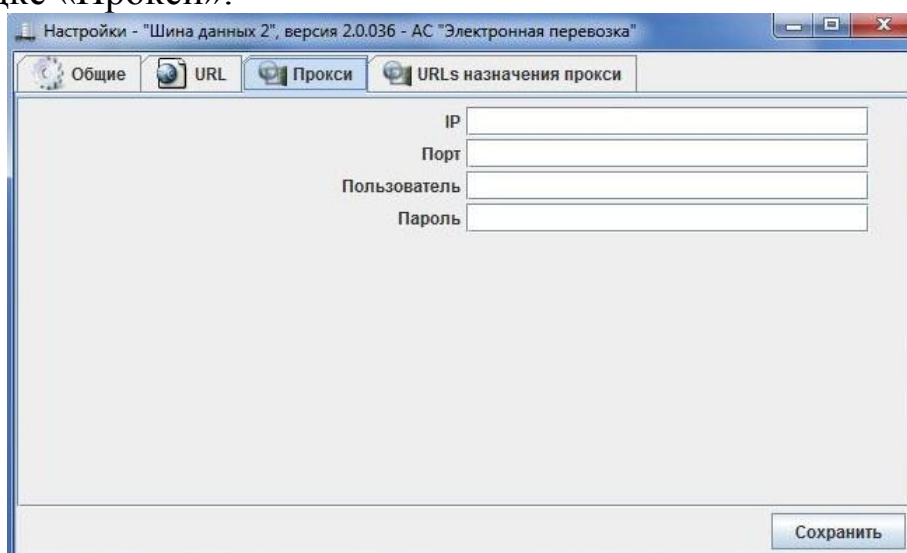 «Прокси».
Настройки - "Шина данных 2", версия 2.0.036 - АС "Электронная перевозка"
Общие URL Прокси URLs назначения прокси
IP
Порт
Пользователь
Пароль
Сохранить